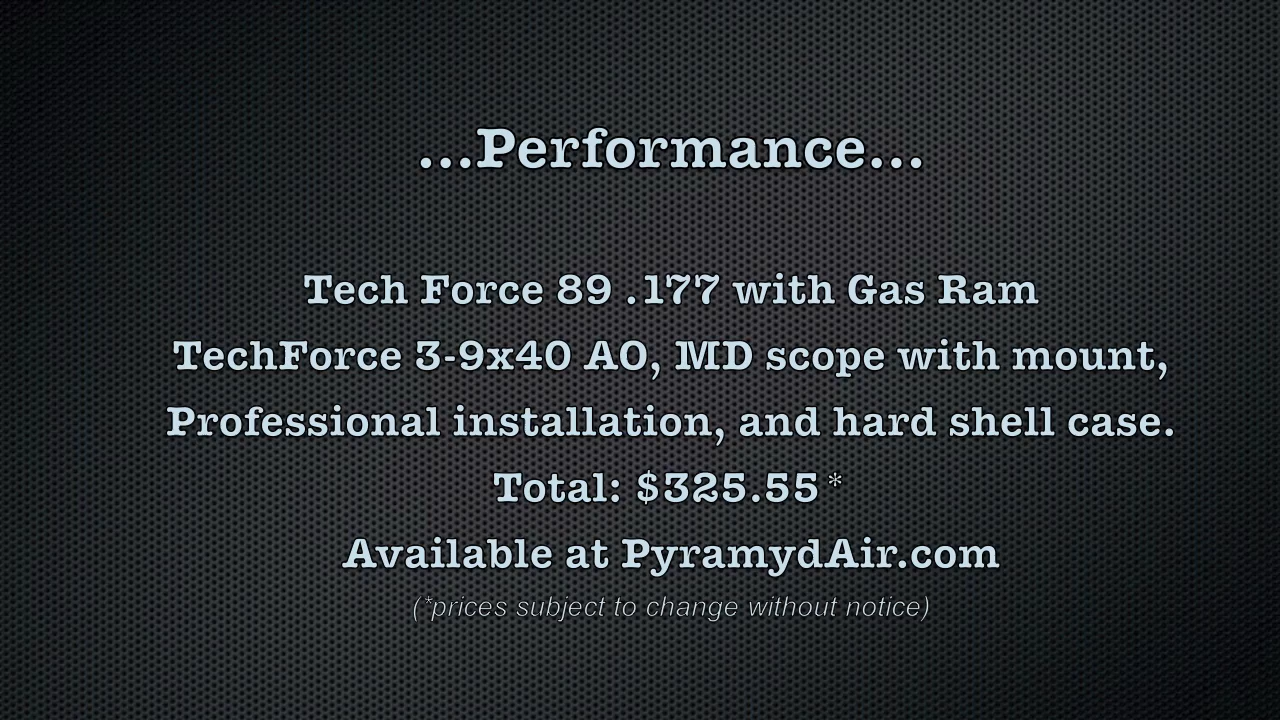 ...Performance...
Tech Force 89 .177 with Gas Ram
TechForce 3-9x40 AO, MD scope with mount,
Professional installation, and hard shell case.
Total: $325.55*
Available at PyramydAir.com
(*prices subject to change without notice)